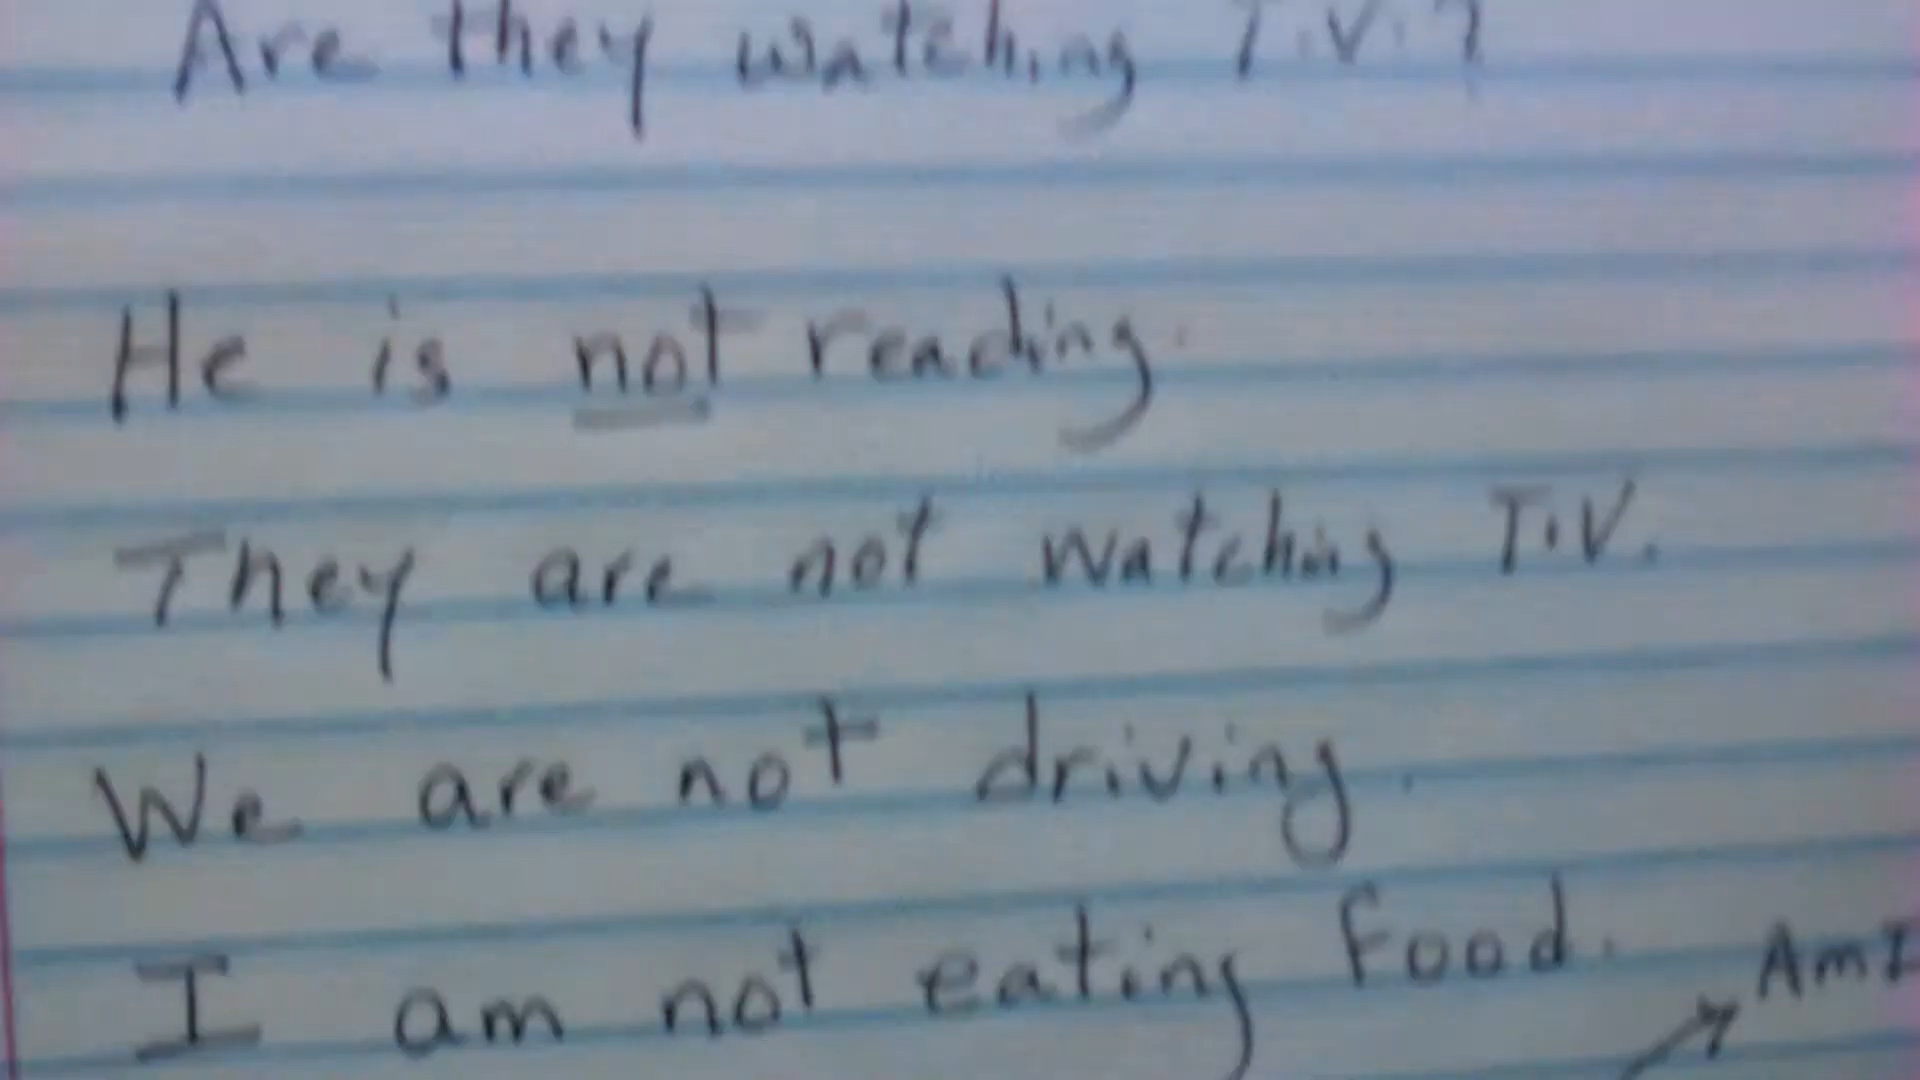 Are they watching T.V.?
He is not reading.
They are not watching T.V.
We are not driving.
I am not eating food.
Am I